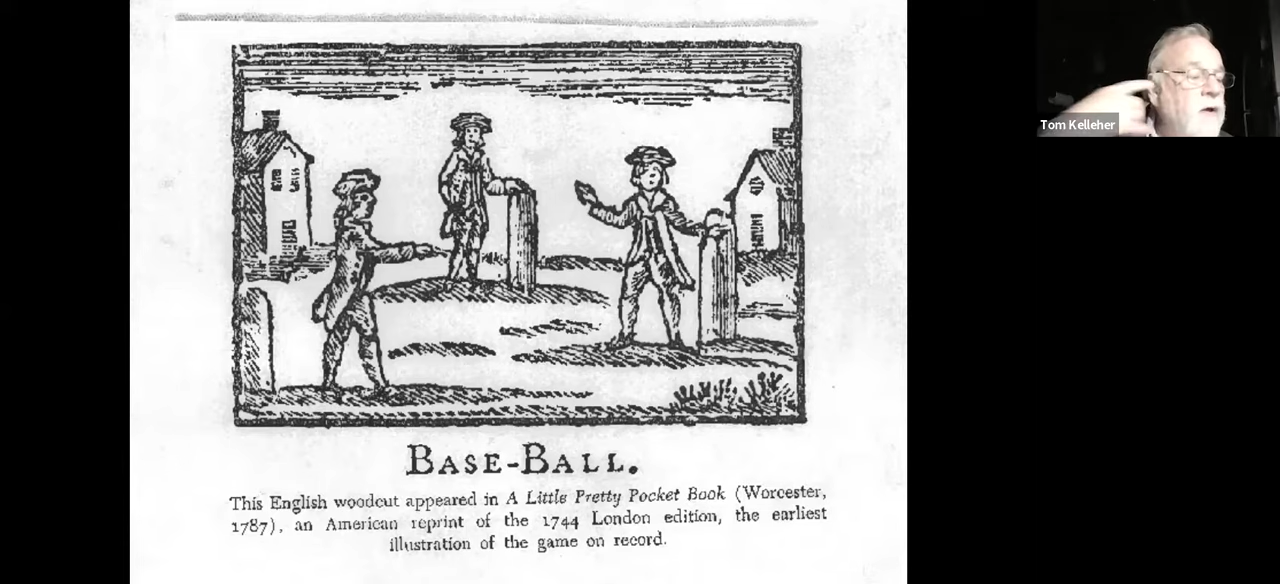 BASE-BALL.
This English woodcut appeared in A Little Pretty Pocket Book (Worcester,
1787), an American reprint of the 1744 London edition, the earliest
illustration of the game on record.
Tom Kelleher